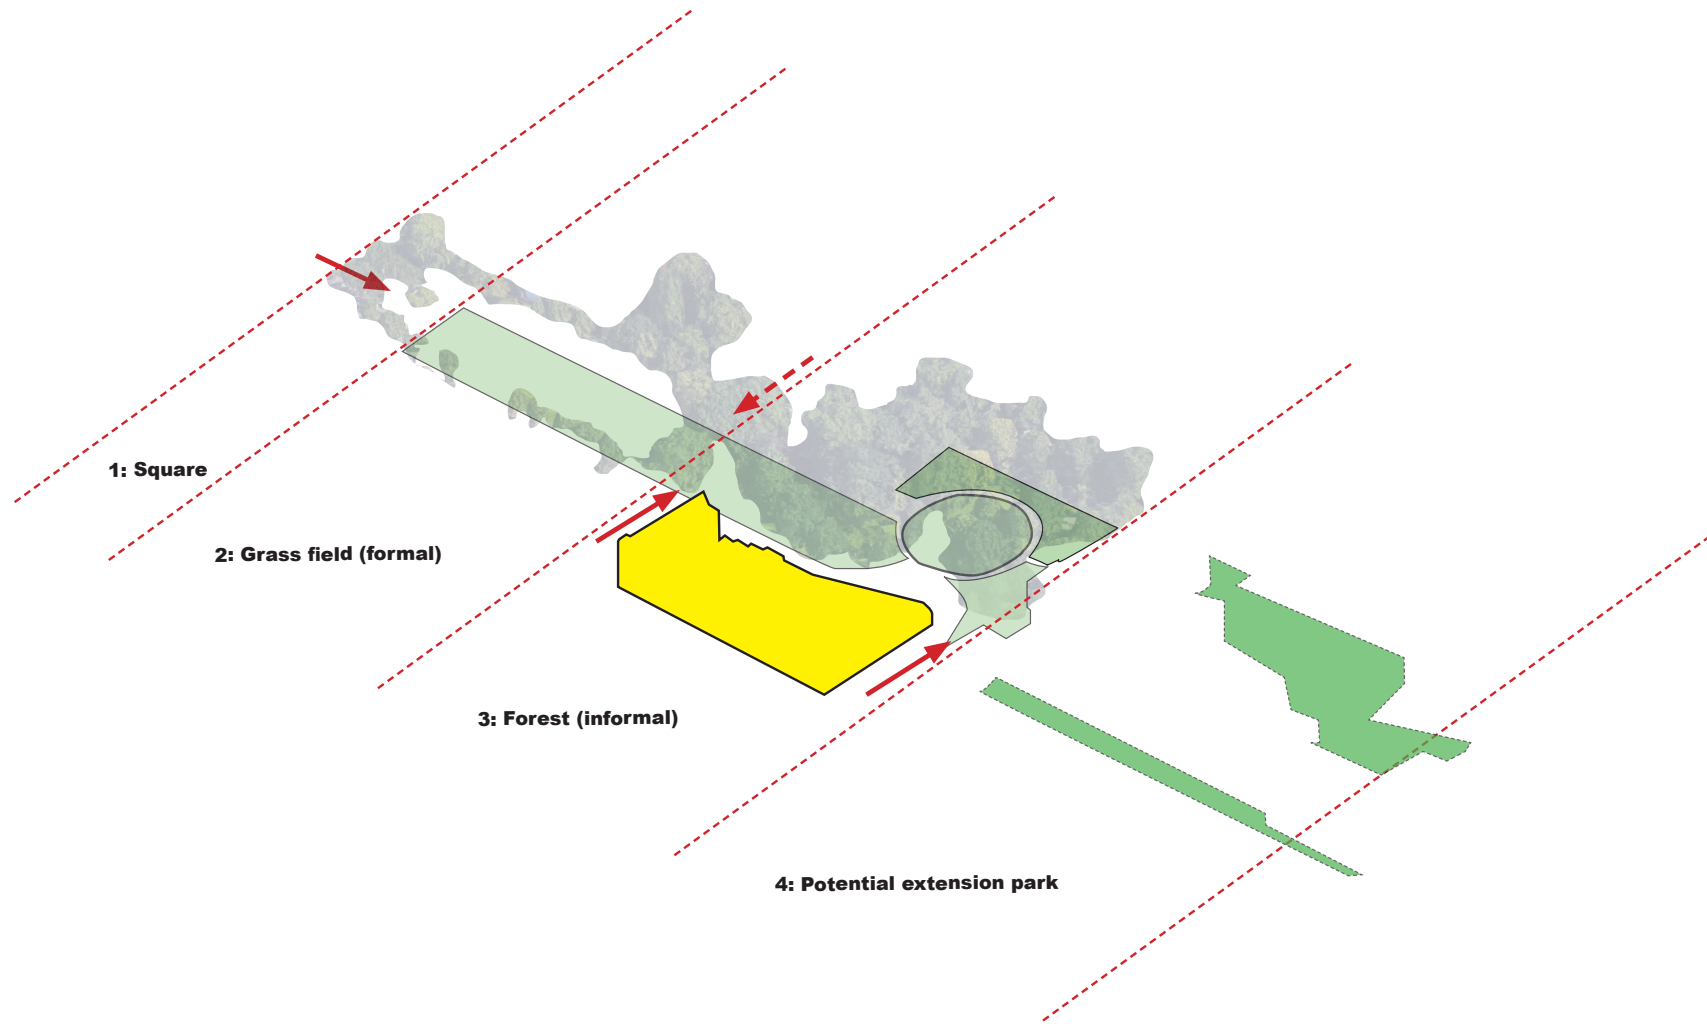 1: Square
2: Grass field (formal)
3: Forest (informal)
4: Potential extension park